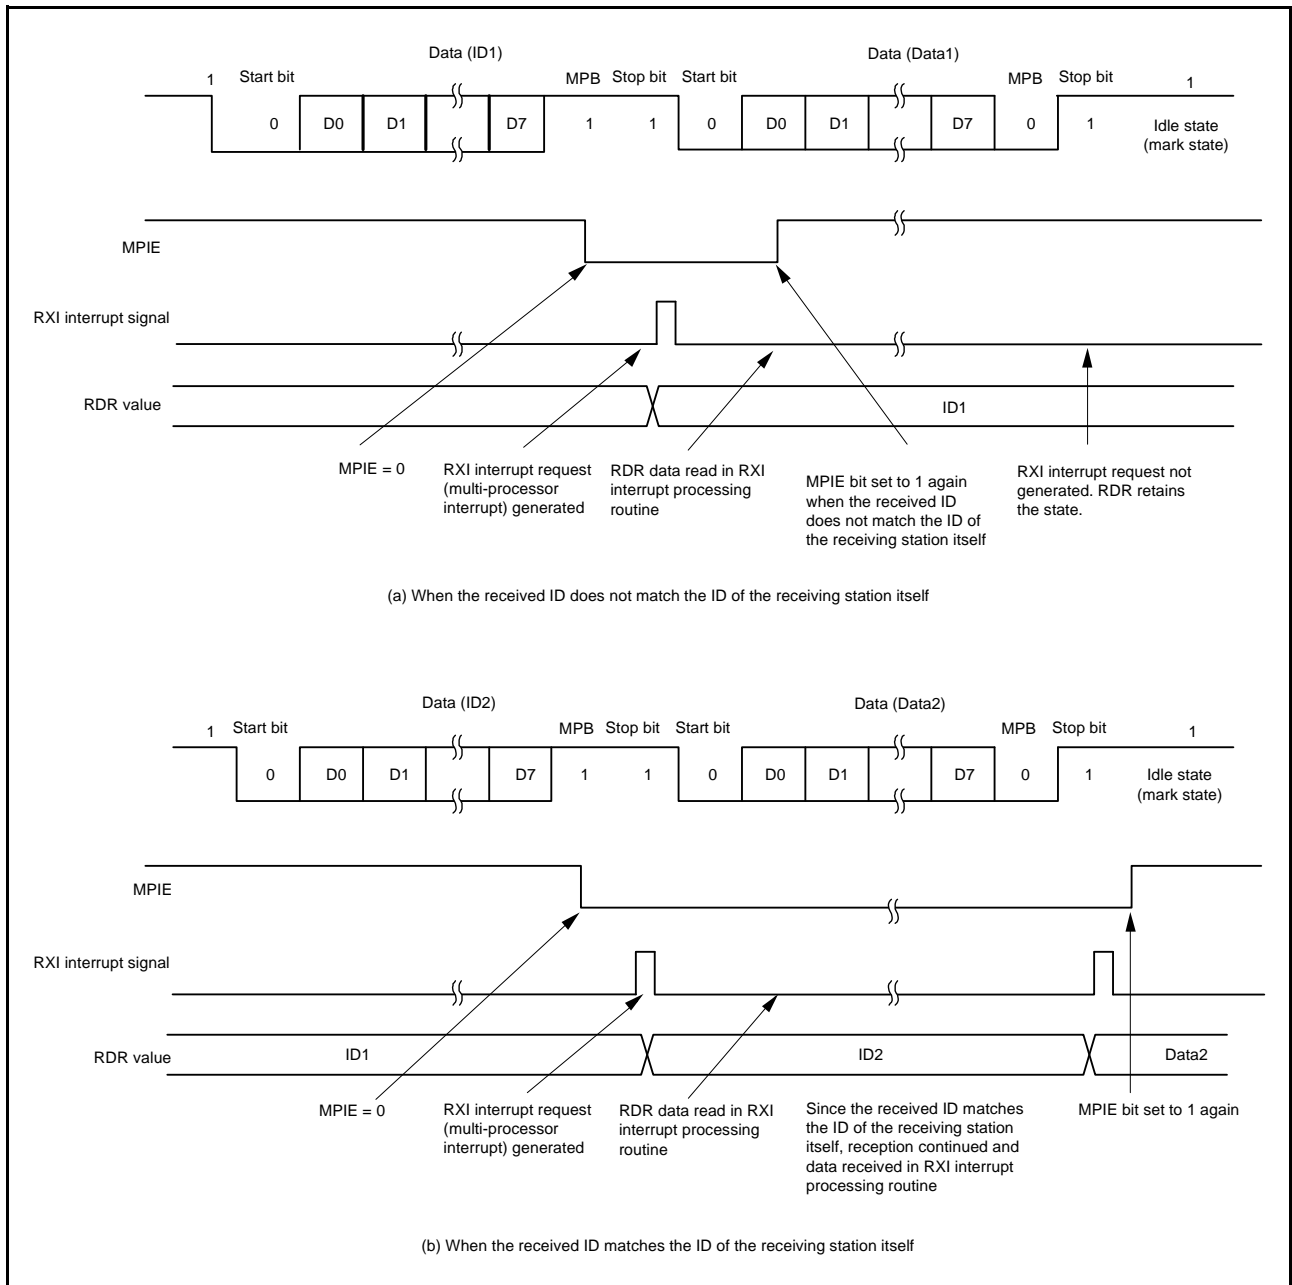 Data (ID1) Data (Data1)
1 Start bit MPB Stop bit Start bit MPB Stop bit 1
0 D0 D1 D7 1 1 0 D0 D1 D7 0 1 Idle state
(mark state)
MPIE
RXI interrupt signal
RDR value
ID1
MPIE = 0
RXI interrupt request
(multi-processor
interrupt) generated
RDR data read in RXI
interrupt processing
routine
MPIE bit set to 1 again
when the received ID
does not match the ID of
the receiving station itself
RXI interrupt request not
generated. RDR retains
the state.
(a) When the received ID does not match the ID of the receiving station itself
Data (ID2) Data (Data2)
1 Start bit MPB Stop bit Start bit MPB Stop bit 1
0 D0 D1 D7 1 1 0 D0 D1 D7 0 1 Idle state
(mark state)
MPIE
RXI interrupt signal
RDR value
ID1 ID2 Data2
MPIE = 0
RXI interrupt request
(multi-processor
interrupt) generated
RDR data read in RXI
interrupt processing
routine
Since the received ID matches
the ID of the receiving station
itself, reception continued and
data received in RXI interrupt
processing routine
MPIE bit set to 1 again
(b) When the received ID matches the ID of the receiving station itself